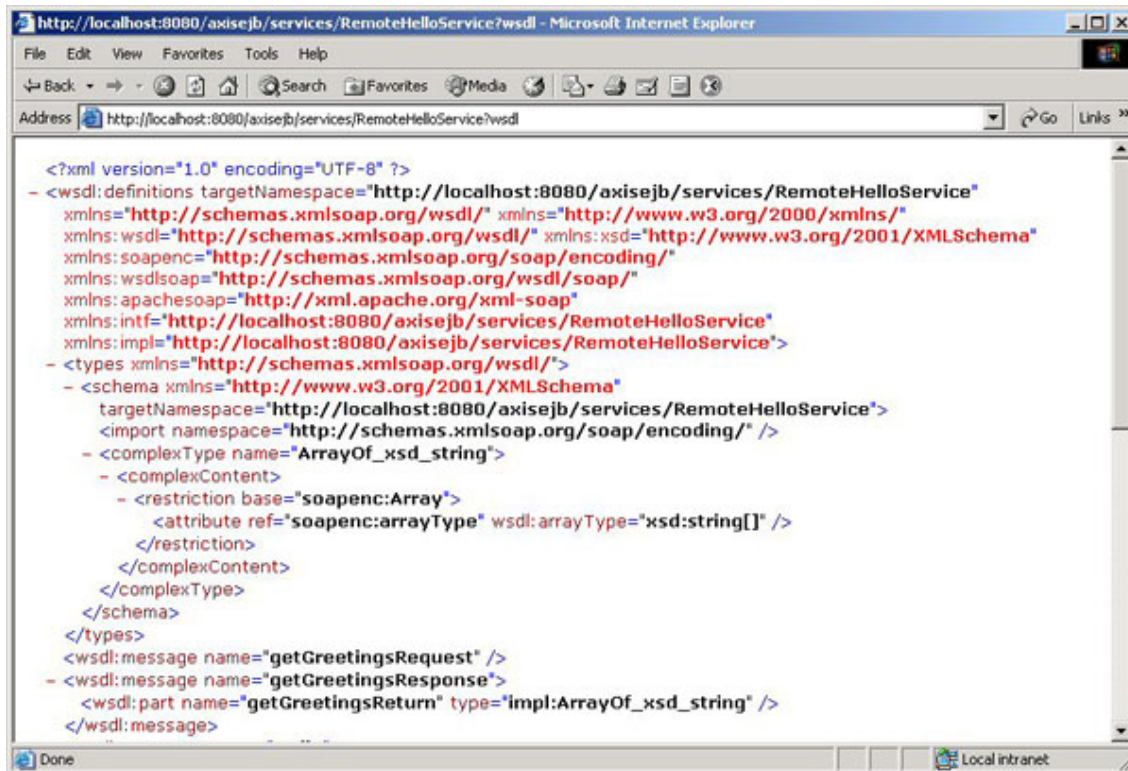 http://localhost:8080/axisejb/services/RemoteHelloService?wsdl - Microsoft Internet Explorer
File Edit View Favorites Tools Help
Back Search Favorites Media
Address http://localhost:8080/axisejb/services/RemoteHelloService?wsdl Go Links »
<?xml version="1.0" encoding="UTF-8" ?>
- <wsdl:definitions targetNamespace="http://localhost:8080/axisejb/services/RemoteHelloService"
xmlns="http://schemas.xmlsoap.org/wsdl/" xmlns="http://www.w3.org/2000/xmlns/"
xmlns:wsdl="http://schemas.xmlsoap.org/wsdl/" xmlns:xsd="http://www.w3.org/2001/XMLSchema"
xmlns:soapenc="http://schemas.xmlsoap.org/soap/encoding/"
xmlns:wsdlsoap="http://schemas.xmlsoap.org/wsdl/soap/"
xmlns:apachesoap="http://xml.apache.org/xml-soap"
xmlns:intf="http://localhost:8080/axisejb/services/RemoteHelloService"
xmlns:impl="http://localhost:8080/axisejb/services/RemoteHelloService">
- <types xmlns="http://schemas.xmlsoap.org/wsdl/">
- <schema xmlns="http://www.w3.org/2001/XMLSchema"
targetNamespace="http://localhost:8080/axisejb/services/RemoteHelloService">
<import namespace="http://schemas.xmlsoap.org/soap/encoding/" />
- <complexType name="ArrayOf_xsd_string">
- <complexContent>
- <restriction base="soapenc:Array">
<attribute ref="soapenc:arrayType" wsdl:arrayType="xsd:string[]" />
</restriction>
</complexContent>
</complexType>
</schema>
</types>
<wsdl:message name="getGreetingsRequest" />
- <wsdl:message name="getGreetingsResponse">
<wsdl:part name="getGreetingsReturn" type="impl:ArrayOf_xsd_string" />
</wsdl:message>
Done Local intranet